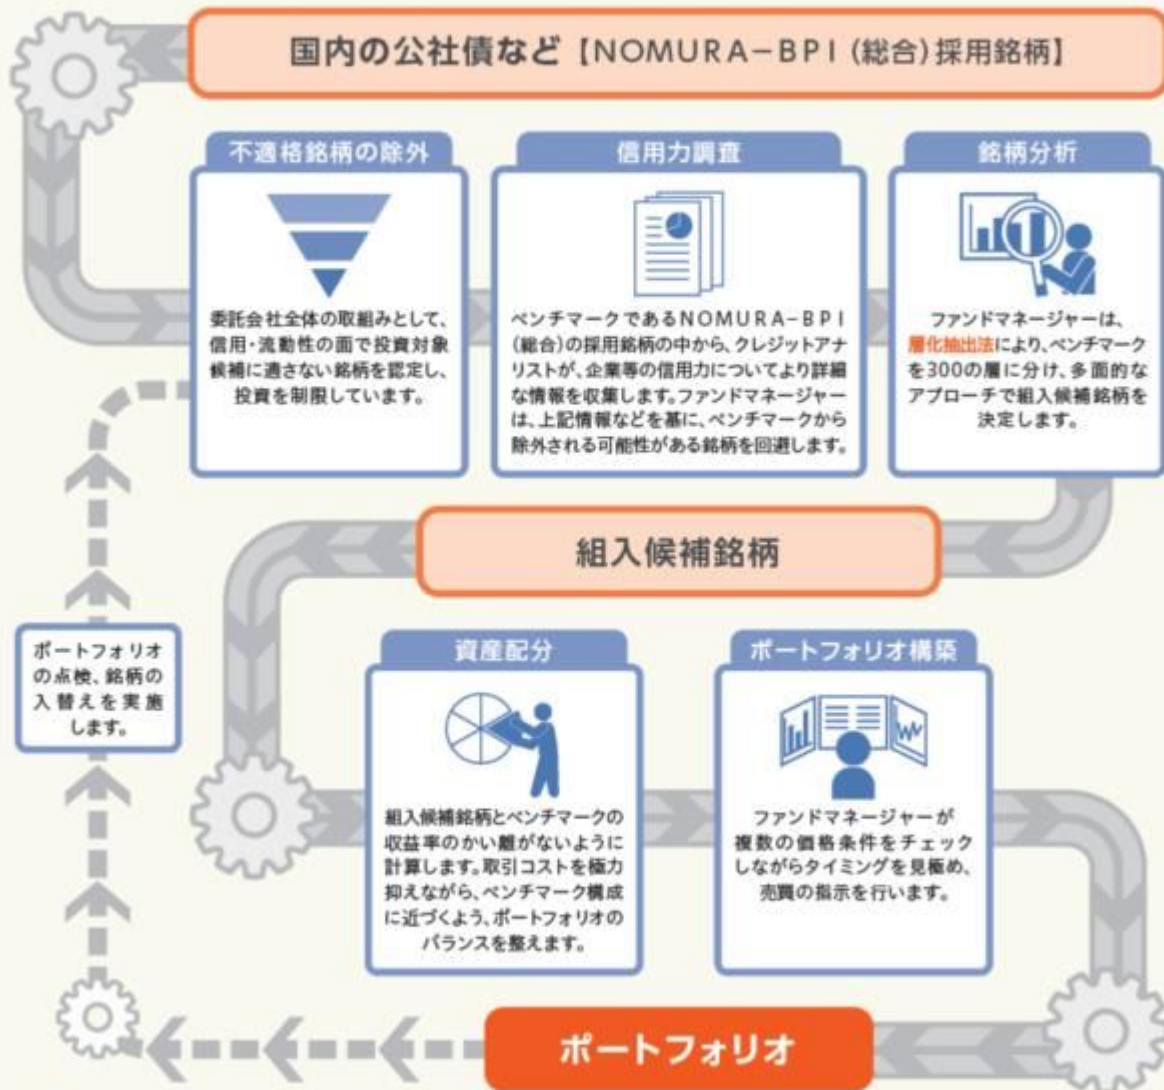 国内の公社債など【NOMURA−BPI(総合)採用銘柄】
不適格銘柄の除外
委託会社全体の取組みとして、
信用・流動性の面で投資対象
候補に適さない銘柄を認定し、
投資を制限しています。
信用力調査
ベンチマークであるNOMURA−BPI
(総合)の採用銘柄の中から、クレジットアナ
リストが、企業等の信用力についてより詳細
な情報を収集します。ファンドマネージャー
は、上記情報などを基に、ベンチマークから
除外される可能性がある銘柄を回避します。
銘柄分析
ファンドマネージャーは、
層化抽出法により、ベンチマーク
を300の層に分け、多面的な
アプローチで組入候補銘柄を
決定します。
組入候補銘柄
ポートフォリオ
の点検、銘柄の
入替えを実施
します。
資産配分
組入候補銘柄とベンチマークの
収益率のかい離がないように
計算します。取引コストを極力
抑えながら、ベンチマーク構成
に近づくよう、ポートフォリオの
バランスを整えます。
ポートフォリオ構築
ファンドマネージャーが
複数の価格条件をチェック
しながらタイミングを見極め、
売買の指示を行います。
ポートフォリオ